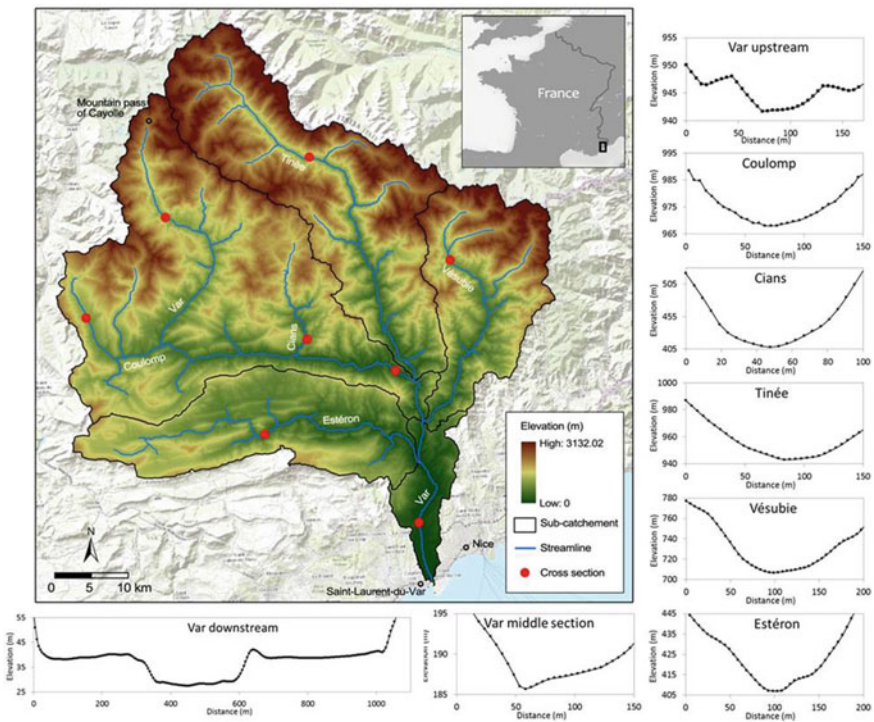 Mountain pass
of Cayolle
Tinée
Var
Vésubie
Cians
Coulomp
Estéron
Var
Nice
Saint-Laurent-du-Var
France
Elevation (m)
High: 3132.02
Low: 0
Sub-catchement
Streamline
Cross section
N
0 5 10 km
Var upstream
Elevation (m)
955
950
945
940
0 50 100 150
Distance (m)
Coulomp
Elevation (m)
995
985
975
965
0 50 100 150
Distance (m)
Cians
Elevation (m)
505
455
405
0 20 40 60 80 100
Distance (m)
Tinée
Elevation (m)
1000
980
960
940
0 50 100 150
Distance (m)
Vésubie
Elevation (m)
780
760
740
720
700
0 50 100 150 200
Distance (m)
Var downstream
Elevation (m)
55
45
35
25
0 200 400 600 800 1000
Distance (m)
Var middle section
195
190
185
0 50 100 150
Distance (m)
Estéron
Elevation (m)
445
435
425
415
405
0 50 100 150 200
Distance (m)